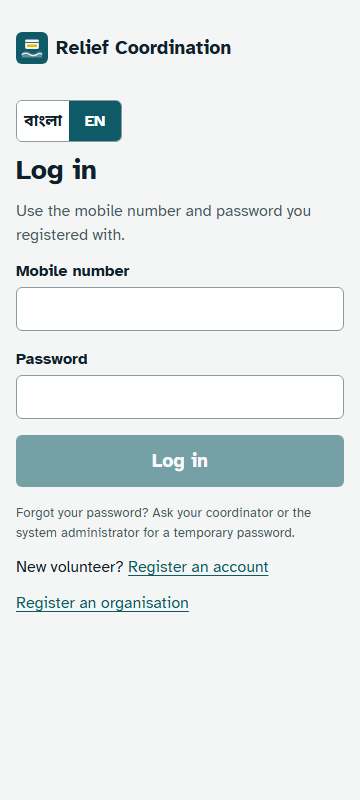 Relief Coordination
বাংলা EN
Log in
Use the mobile number and password you
registered with.
Mobile number
Password
Log in
Forgot your password? Ask your coordinator or the
system administrator for a temporary password.
New volunteer? Register an account
Register an organisation